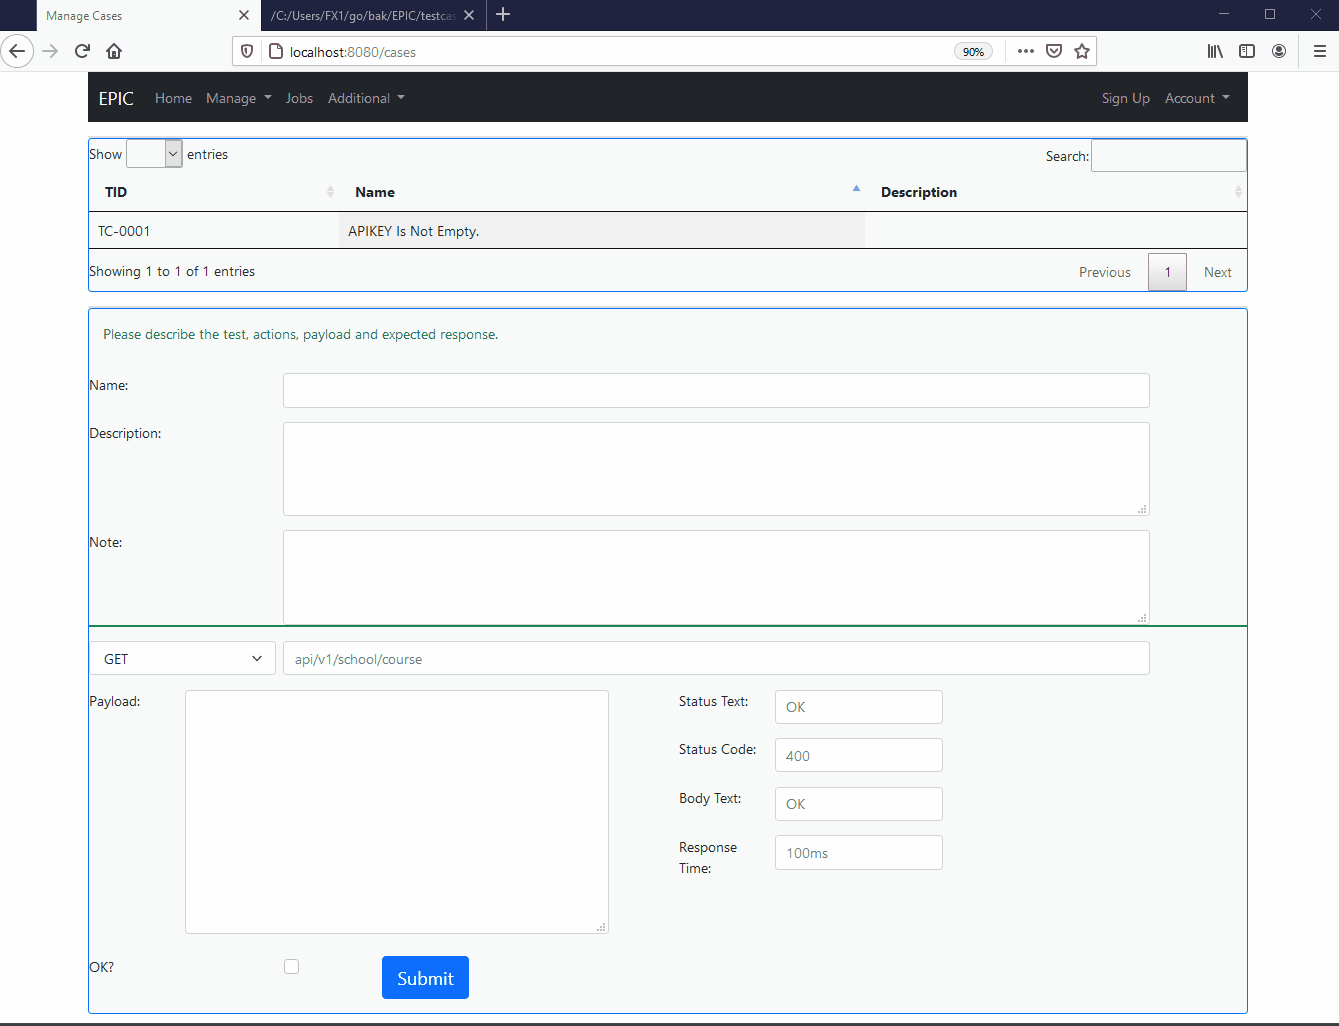 Manage Cases
/C:/Users/FX1/go/bak/EPIC/testcas
localhost:8080/cases
90%
EPIC Home Manage Jobs Additional Sign Up Account
Show entries Search:
TID Name Description
TC-0001 APIKEY Is Not Empty.
Showing 1 to 1 of 1 entries Previous 1 Next
Please describe the test, actions, payload and expected response.
Name:
Description:
Note:
GET api/v1/school/course
Payload: Status Text: OK
Status Code: 400
Body Text: OK
Response Time: 100ms
OK? Submit